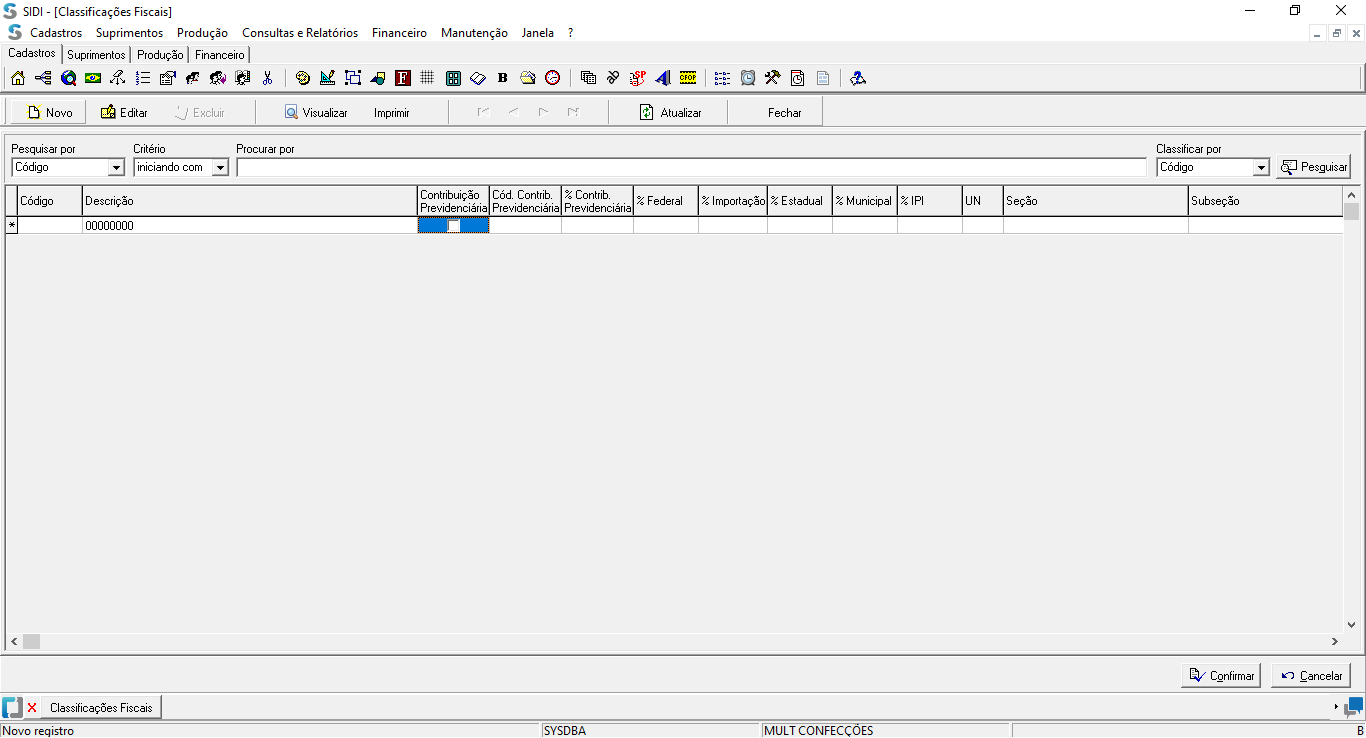 SIDI - [Classificações Fiscais]
Cadastros Suprimentos Produção Consultas e Relatórios Financeiro Manutenção Janela ?
Cadastros Suprimentos Produção Financeiro
F B SP CFOP
Novo Editar Excluir Visualizar Imprimir Atualizar Fechar
Pesquisar por Critério Procurar por Classificar por
Código iniciando com Código Pesquisar
Código Descrição Contribuição Previdenciária Cód. Contrib. Previdenciária % Contrib. Previdenciária % Federal % Importação % Estadual % Municipal % IPI UN Seção Subseção
* 00000000
Confirmar Cancelar
Classificações Fiscais
Novo registro SYSDBA MULT CONFECÇÕES B